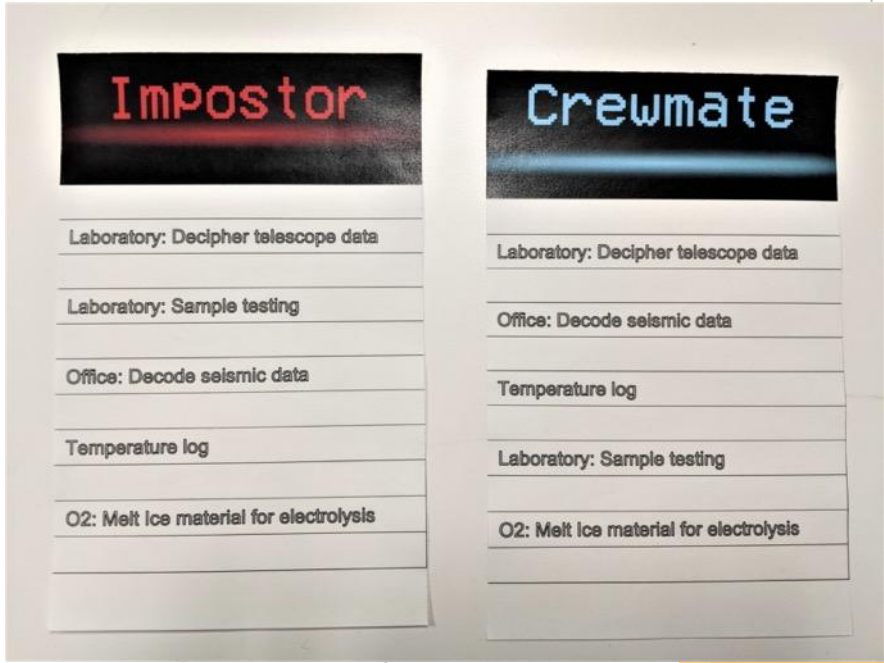 Impostor
Laboratory: Decipher telescope data
Laboratory: Sample testing
Office: Decode seismic data
Temperature log
O2: Melt ice material for electrolysis
Crewmate
Laboratory: Decipher telescope data
Office: Decode seismic data
Temperature log
Laboratory: Sample testing
O2: Melt ice material for electrolysis